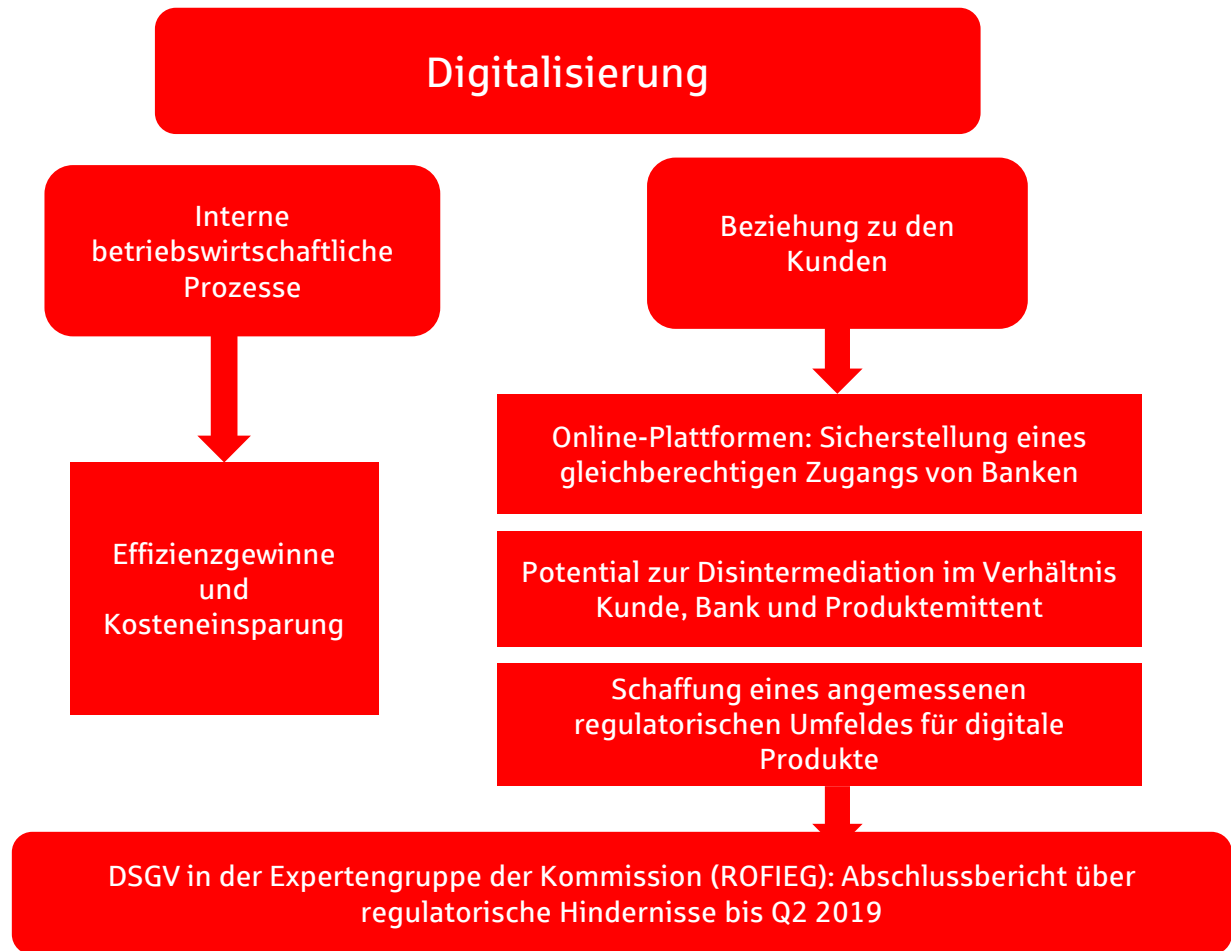 Digitalisierung
Interne
betriebswirtschaftliche
Prozesse
Beziehung zu den
Kunden
Effizienzgewinne
und
Kosteneinsparung
Online-Plattformen: Sicherstellung eines
gleichberechtigen Zugangs von Banken
Potential zur Disintermediation im Verhältnis
Kunde, Bank und Produktemittent
Schaffung eines angemessenen
regulatorischen Umfeldes für digitale
Produkte
DSGV in der Expertengruppe der Kommission (ROFIEG): Abschlussbericht über
regulatorische Hindernisse bis Q2 2019